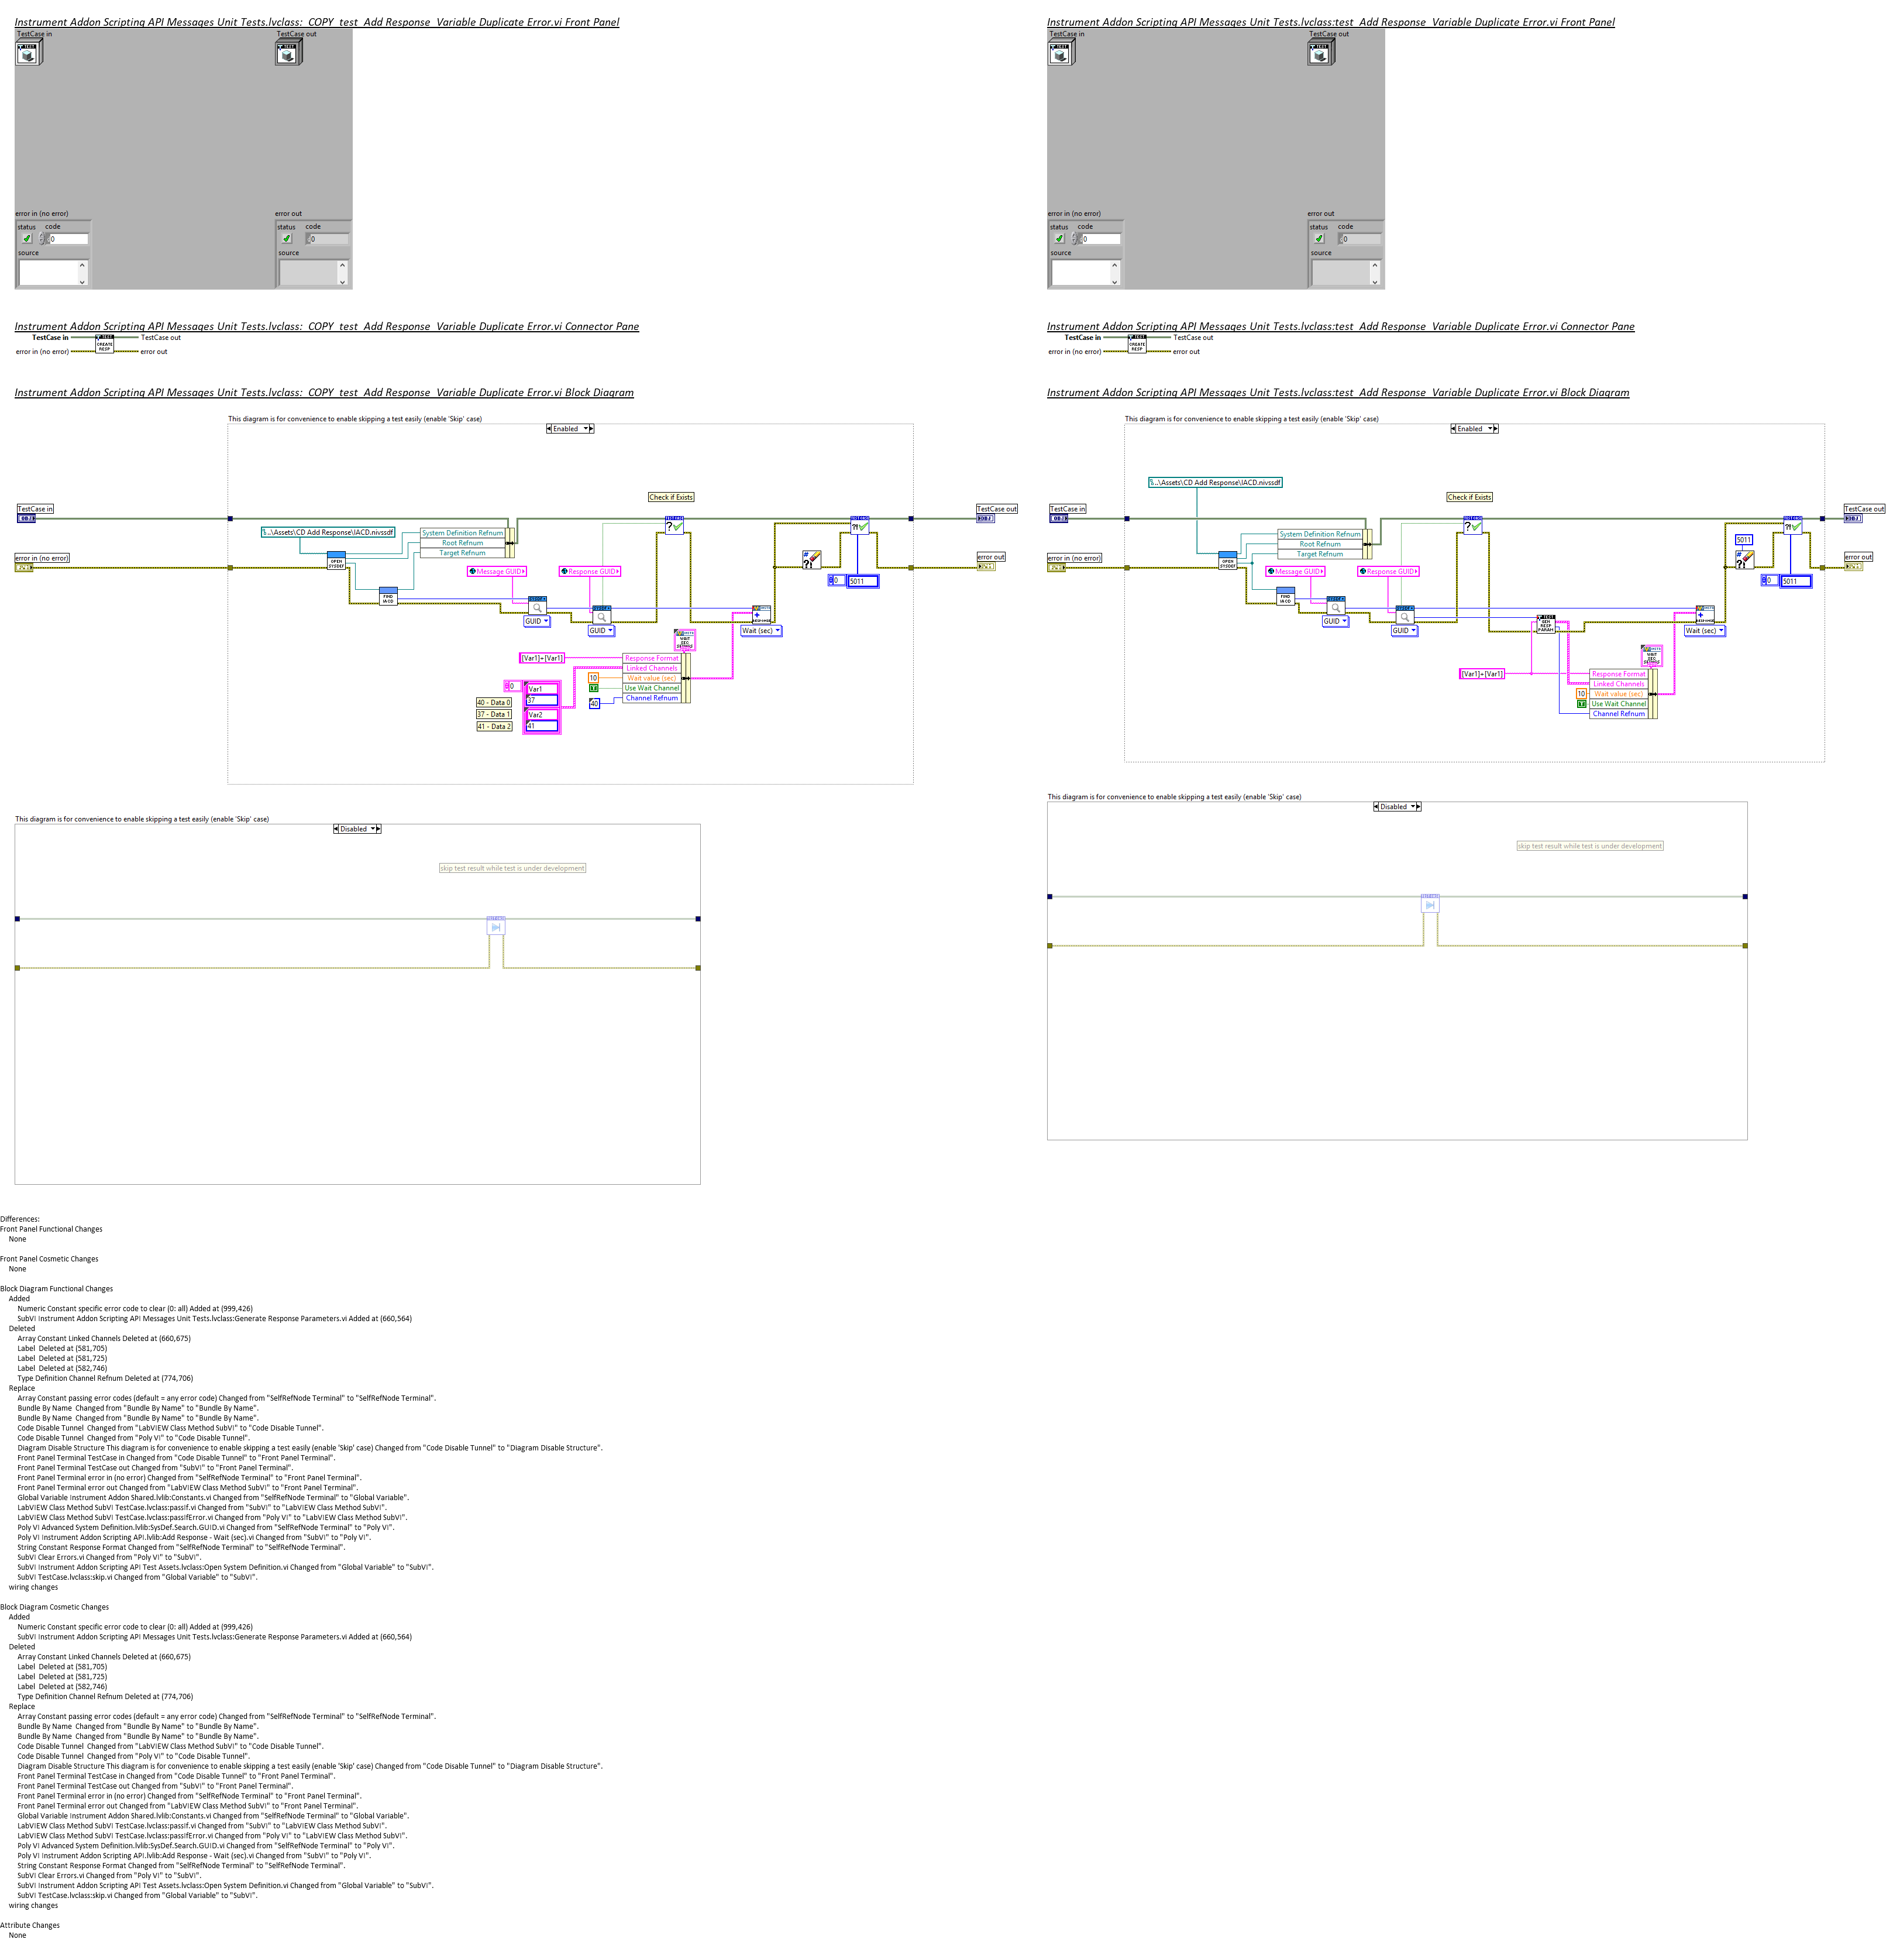 Instrument Addon Scripting API Messages Unit Tests.lvclass:_COPY_test_Add Response_Variable Duplicate Error.vi Front Panel
TestCase in
TestCase out
error in (no error)
error out
status
code
0
status
code
0
source
source
Instrument Addon Scripting API Messages Unit Tests.lvclass:_COPY_test_Add Response_Variable Duplicate Error.vi Connector Pane
TestCase in
TestCase out
error in (no error)
error out
Instrument Addon Scripting API Messages Unit Tests.lvclass:_COPY_test_Add Response_Variable Duplicate Error.vi Block Diagram
This diagram is for convenience to enable skipping a test easily (enable 'Skip' case)
Enabled
Check if Exists
TestCase in
TestCase out
..\Assets\CD Add Response\IACD.nivssdf
System Definition Refnum
Root Refnum
Target Refnum
error in (no error)
error out
OPEN SYSDEF
Message GUID
Response GUID
0
5011
FIND IACD
GUID
GUID
Wait (sec)
[Var1]+[Var1]
Response Format
Linked Channels
Wait value (sec)
Use Wait Channel
Channel Refnum
10
40
0
Var1
37
Var2
41
40 - Data 0
37 - Data 1
41 - Data 2
This diagram is for convenience to enable skipping a test easily (enable 'Skip' case)
Disabled
skip test result while test is under development
Instrument Addon Scripting API Messages Unit Tests.lvclass:test_Add Response_Variable Duplicate Error.vi Front Panel
TestCase in
TestCase out
error in (no error)
error out
status
code
0
status
code
0
source
source
Instrument Addon Scripting API Messages Unit Tests.lvclass:test_Add Response_Variable Duplicate Error.vi Connector Pane
TestCase in
TestCase out
error in (no error)
error out
Instrument Addon Scripting API Messages Unit Tests.lvclass:test_Add Response_Variable Duplicate Error.vi Block Diagram
This diagram is for convenience to enable skipping a test easily (enable 'Skip' case)
Enabled
..\Assets\CD Add Response\IACD.nivssdf
Check if Exists
TestCase in
TestCase out
System Definition Refnum
Root Refnum
Target Refnum
5011
error in (no error)
error out
OPEN SYSDEF
Message GUID
Response GUID
0
5011
FIND IACD
GUID
GUID
TEST GEN RESP PARAM
Wait (sec)
[Var1]+[Var1]
Response Format
Linked Channels
Wait value (sec)
Use Wait Channel
Channel Refnum
10
This diagram is for convenience to enable skipping a test easily (enable 'Skip' case)
Disabled
skip test result while test is under development
Differences:
Front Panel Functional Changes
None
Front Panel Cosmetic Changes
None
Block Diagram Functional Changes
Added
Numeric Constant specific error code to clear (0: all) Added at (999,426)
SubVI Instrument Addon Scripting API Messages Unit Tests.lvclass:Generate Response Parameters.vi Added at (660,564)
Deleted
Array Constant Linked Channels Deleted at (660,675)
Label  Deleted at (581,705)
Label  Deleted at (581,725)
Label  Deleted at (582,746)
Type Definition Channel Refnum Deleted at (774,706)
Replace
Array Constant passing error codes (default = any error code) Changed from "SelfRefNode Terminal" to "SelfRefNode Terminal".
Bundle By Name  Changed from "Bundle By Name" to "Bundle By Name".
Bundle By Name  Changed from "Bundle By Name" to "Bundle By Name".
Code Disable Tunnel  Changed from "LabVIEW Class Method SubVI" to "Code Disable Tunnel".
Code Disable Tunnel  Changed from "Poly VI" to "Code Disable Tunnel".
Diagram Disable Structure This diagram is for convenience to enable skipping a test easily (enable 'Skip' case) Changed from "Code Disable Tunnel" to "Diagram Disable Structure".
Front Panel Terminal TestCase in Changed from "Code Disable Tunnel" to "Front Panel Terminal".
Front Panel Terminal TestCase out Changed from "SubVI" to "Front Panel Terminal".
Front Panel Terminal error in (no error) Changed from "SelfRefNode Terminal" to "Front Panel Terminal".
Front Panel Terminal error out Changed from "LabVIEW Class Method SubVI" to "Front Panel Terminal".
Global Variable Instrument Addon Shared.lvlib:Constants.vi Changed from "SelfRefNode Terminal" to "Global Variable".
LabVIEW Class Method SubVI TestCase.lvclass:passIf.vi Changed from "SubVI" to "LabVIEW Class Method SubVI".
LabVIEW Class Method SubVI TestCase.lvclass:passIfError.vi Changed from "Poly VI" to "LabVIEW Class Method SubVI".
Poly VI Advanced System Definition.lvlib:SysDef.Search.GUID.vi Changed from "SelfRefNode Terminal" to "Poly VI".
Poly VI Instrument Addon Scripting API.lvlib:Add Response - Wait (sec).vi Changed from "SubVI" to "Poly VI".
String Constant Response Format Changed from "SelfRefNode Terminal" to "SelfRefNode Terminal".
SubVI Clear Errors.vi Changed from "Poly VI" to "SubVI".
SubVI Instrument Addon Scripting API Test Assets.lvclass:Open System Definition.vi Changed from "Global Variable" to "SubVI".
SubVI TestCase.lvclass:skip.vi Changed from "Global Variable" to "SubVI".
wiring changes
Block Diagram Cosmetic Changes
Added
Numeric Constant specific error code to clear (0: all) Added at (999,426)
SubVI Instrument Addon Scripting API Messages Unit Tests.lvclass:Generate Response Parameters.vi Added at (660,564)
Deleted
Array Constant Linked Channels Deleted at (660,675)
Label  Deleted at (581,705)
Label  Deleted at (581,725)
Label  Deleted at (582,746)
Type Definition Channel Refnum Deleted at (774,706)
Replace
Array Constant passing error codes (default = any error code) Changed from "SelfRefNode Terminal" to "SelfRefNode Terminal".
Bundle By Name  Changed from "Bundle By Name" to "Bundle By Name".
Bundle By Name  Changed from "Bundle By Name" to "Bundle By Name".
Code Disable Tunnel  Changed from "LabVIEW Class Method SubVI" to "Code Disable Tunnel".
Code Disable Tunnel  Changed from "Poly VI" to "Code Disable Tunnel".
Diagram Disable Structure This diagram is for convenience to enable skipping a test easily (enable 'Skip' case) Changed from "Code Disable Tunnel" to "Diagram Disable Structure".
Front Panel Terminal TestCase in Changed from "Code Disable Tunnel" to "Front Panel Terminal".
Front Panel Terminal TestCase out Changed from "SubVI" to "Front Panel Terminal".
Front Panel Terminal error in (no error) Changed from "SelfRefNode Terminal" to "Front Panel Terminal".
Front Panel Terminal error out Changed from "LabVIEW Class Method SubVI" to "Front Panel Terminal".
Global Variable Instrument Addon Shared.lvlib:Constants.vi Changed from "SelfRefNode Terminal" to "Global Variable".
LabVIEW Class Method SubVI TestCase.lvclass:passIf.vi Changed from "SubVI" to "LabVIEW Class Method SubVI".
LabVIEW Class Method SubVI TestCase.lvclass:passIfError.vi Changed from "Poly VI" to "LabVIEW Class Method SubVI".
Poly VI Advanced System Definition.lvlib:SysDef.Search.GUID.vi Changed from "SelfRefNode Terminal" to "Poly VI".
Poly VI Instrument Addon Scripting API.lvlib:Add Response - Wait (sec).vi Changed from "SubVI" to "Poly VI".
String Constant Response Format Changed from "SelfRefNode Terminal" to "SelfRefNode Terminal".
SubVI Clear Errors.vi Changed from "Poly VI" to "SubVI".
SubVI Instrument Addon Scripting API Test Assets.lvclass:Open System Definition.vi Changed from "Global Variable" to "SubVI".
SubVI TestCase.lvclass:skip.vi Changed from "Global Variable" to "SubVI".
wiring changes
Attribute Changes
None